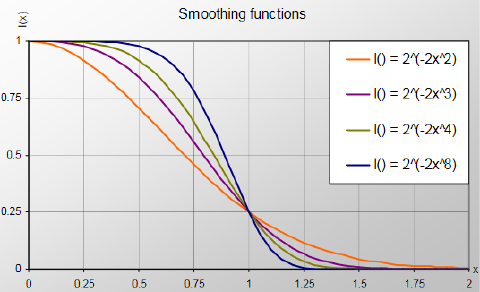 Smoothing functions
I(x)
1
0.75
0.5
0.25
0
0
0.25
0.5
0.75
1
1.25
1.5
1.75
2
x
I() = 2^(-2x^2)
I() = 2^(-2x^3)
I() = 2^(-2x^4)
I() = 2^(-2x^8)